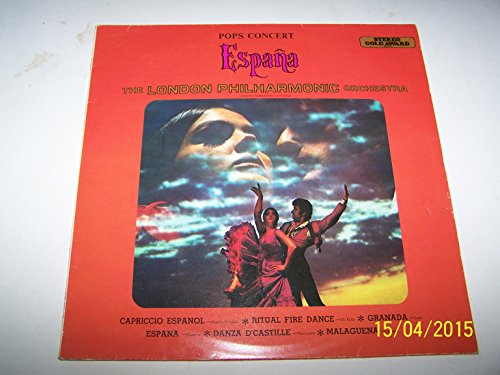 POPS CONCERT
STEREO
GOLD AWARD
España
THE LONDON PHILHARMONIC ORCHESTRA
CAPRICCIO ESPANOL ✻ RITUAL FIRE DANCE ✻ GRANADA
ESPANA ✻ DANZA D'CASTILLE ✻ MALAGUENA
15/04/2015